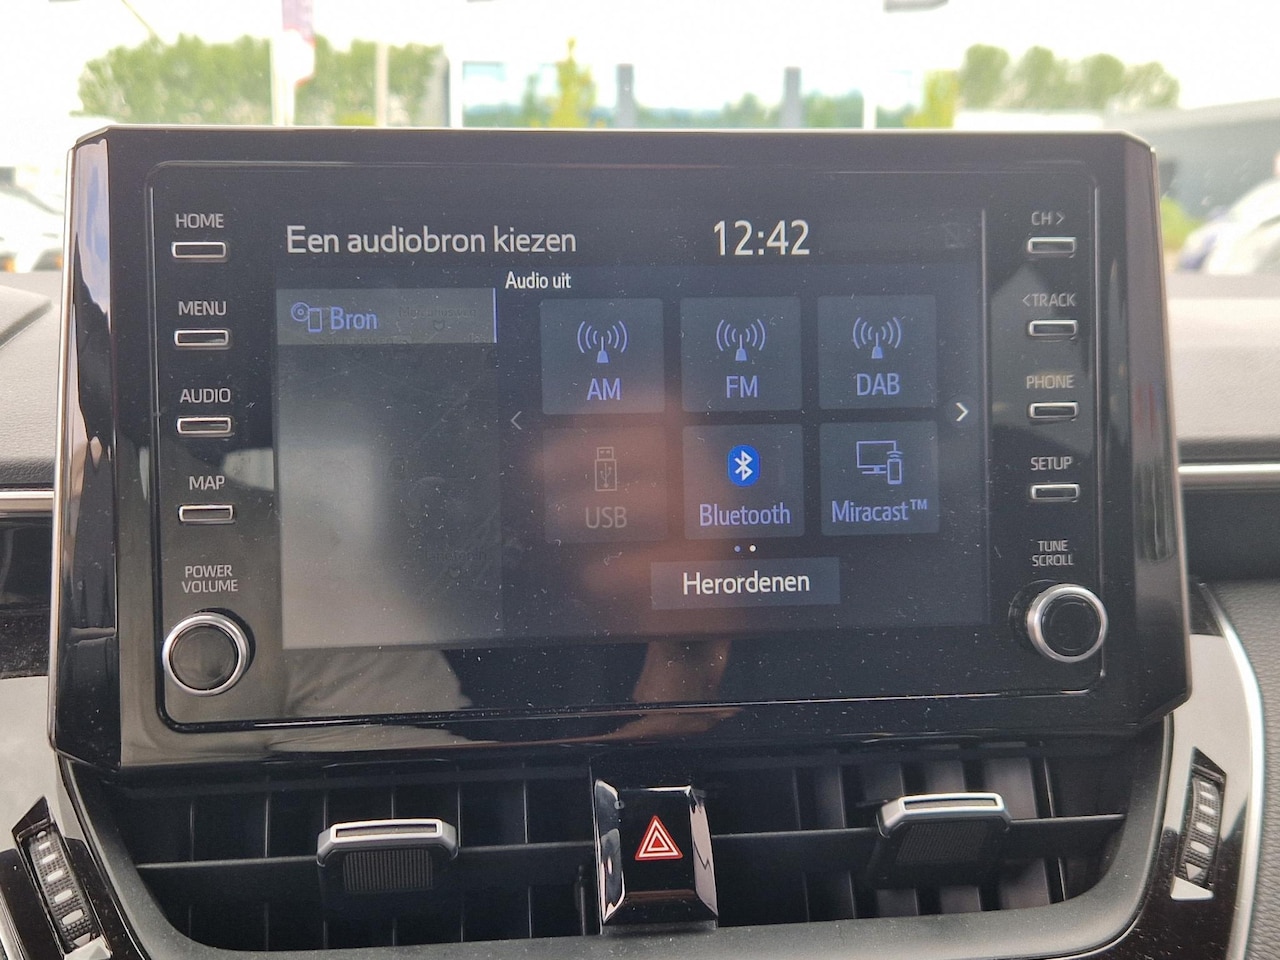 HOME
MENU
AUDIO
MAP
POWER
VOLUME
Een audiobron kiezen
12:42
Audio uit
Bron
AM
FM
DAB
USB
Bluetooth
Miracast™
Herordenen
CH >
< TRACK
PHONE
SETUP
TUNE
SCROLL